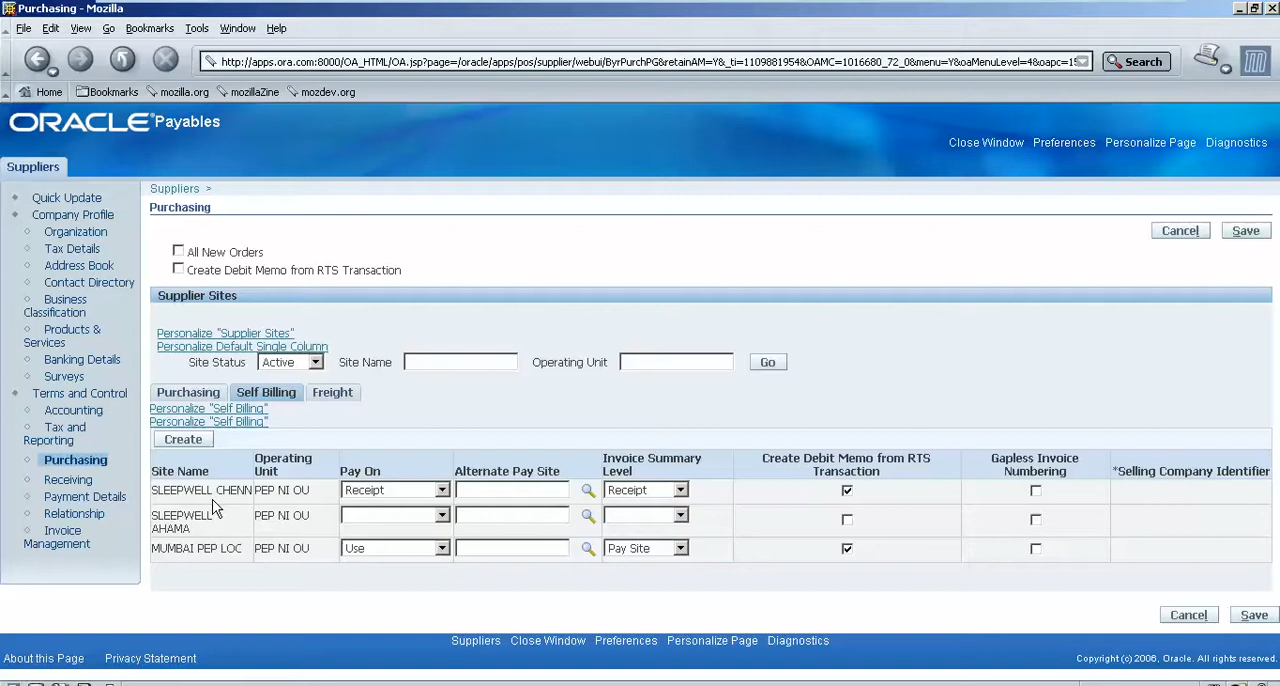 Purchasing - Mozilla
File Edit View Go Bookmarks Tools Window Help
http://apps.ora.com:8000/OA_HTML/OA.jsp?page=/oracle/apps/pos/supplier/webui/ByrPurchPG&retainAM=Y&_ti=1109881954&OAMC=1016680_72_0&menu=Y&oaMenuLevel=4&oapc=15 Search
Home Bookmarks mozilla.org mozillaZine mozdev.org
ORACLE Payables
Close Window Preferences Personalize Page Diagnostics
Suppliers
Quick Update
Company Profile
Organization
Tax Details
Address Book
Contact Directory
Business
Classification
Products &
Services
Banking Details
Surveys
Terms and Control
Accounting
Tax and
Reporting
Purchasing
Receiving
Payment Details
Relationship
Invoice
Management
Suppliers >
Purchasing
Cancel Save
All New Orders
Create Debit Memo from RTS Transaction
Supplier Sites
Personalize "Supplier Sites"
Personalize Default Single Column
Site Status Active Site Name Operating Unit Go
Purchasing Self Billing Freight
Personalize "Self Billing"
Personalize "Self Billing"
Create
Site Name Operating Unit Pay On Alternate Pay Site Invoice Summary Level Create Debit Memo from RTS Transaction Gapless Invoice Numbering *Selling Company Identifier
SLEEPWELL CHENN PEP NI OU Receipt Receipt
SLEEPWELL PEP NI OU
AHAMA
MUMBAI PEP LOC PEP NI OU Use Pay Site
Cancel Save
Suppliers Close Window Preferences Personalize Page Diagnostics
About this Page Privacy Statement Copyright (c) 2006, Oracle. All rights reserved.